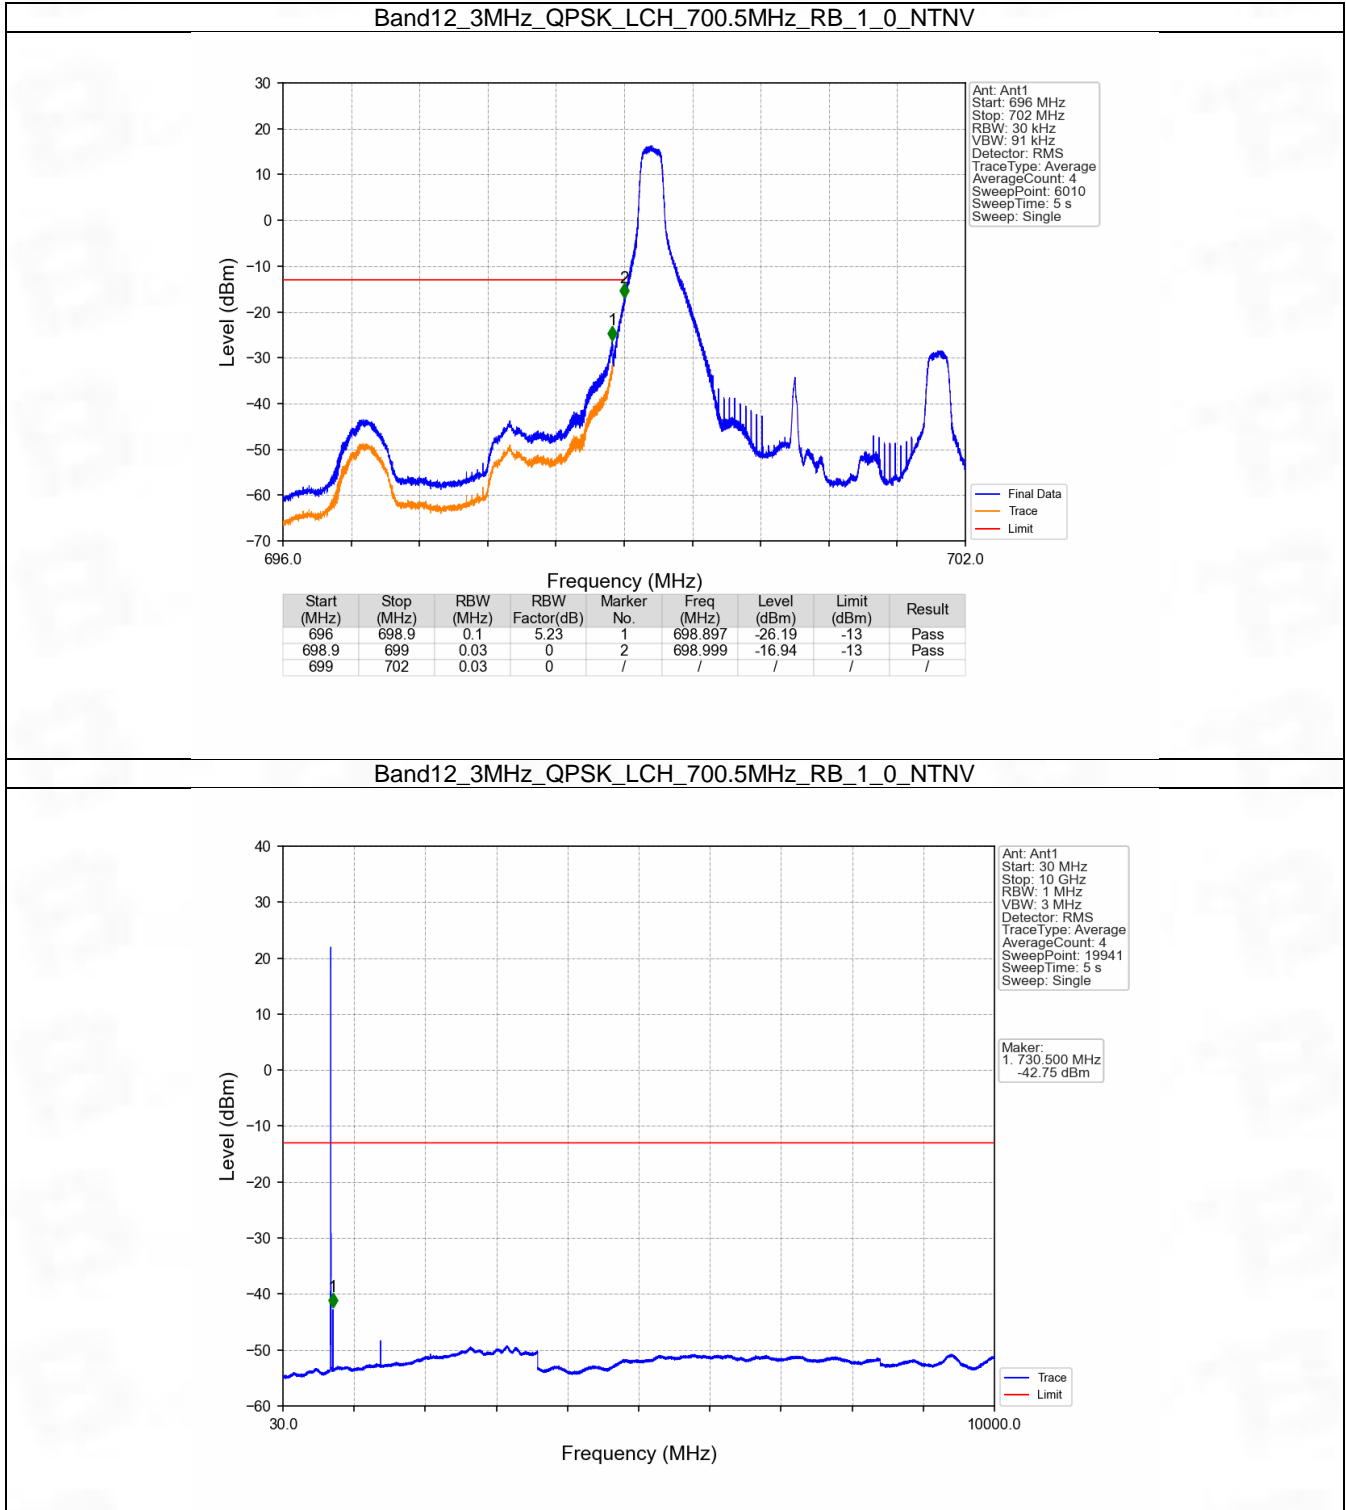 Band12_3MHz_QPSK_LCH_700.5MHz_RB_1_0_NTNV
30
20
10
0
−10
−20
−30
−40
−50
−60
−70
Level (dBm)
2
1
696.0
702.0
Frequency (MHz)
Ant: Ant1
Start: 696 MHz
Stop: 702 MHz
RBW: 30 kHz
VBW: 91 kHz
Detector: RMS
TraceType: Average
AverageCount: 4
SweepPoint: 6010
SweepTime: 5 s
Sweep: Single
Final Data
Trace
Limit
Start (MHz) Stop (MHz) RBW (MHz) RBW Factor(dB) Marker No. Freq (MHz) Level (dBm) Limit (dBm) Result
696 698.9 0.1 5.23 1 698.897 -26.19 -13 Pass
698.9 699 0.03 0 2 698.999 -16.94 -13 Pass
699 702 0.03 0 / / / / /
Band12_3MHz_QPSK_LCH_700.5MHz_RB_1_0_NTNV
40
30
20
10
0
−10
−20
−30
−40
−50
−60
Level (dBm)
1
30.0
10000.0
Frequency (MHz)
Ant: Ant1
Start: 30 MHz
Stop: 10 GHz
RBW: 1 MHz
VBW: 3 MHz
Detector: RMS
TraceType: Average
AverageCount: 4
SweepPoint: 19941
SweepTime: 5 s
Sweep: Single
Maker:
1. 730.500 MHz
-42.75 dBm
Trace
Limit